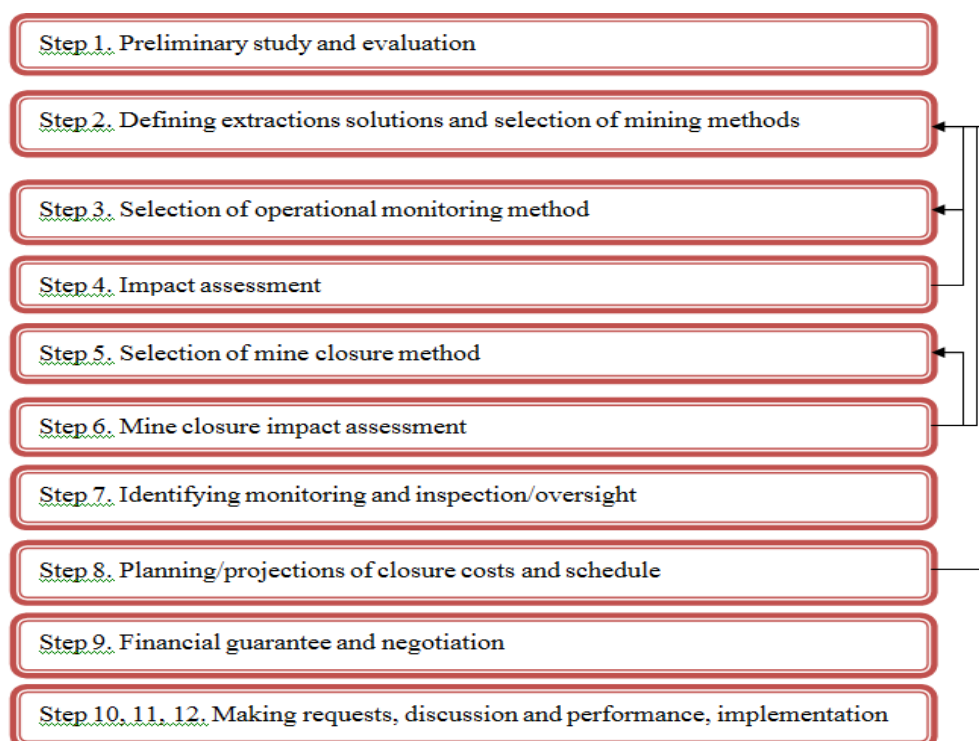 Step 1. Preliminary study and evaluation
Step 2. Defining extractions solutions and selection of mining methods
Step 3. Selection of operational monitoring method
Step 4. Impact assessment
Step 5. Selection of mine closure method
Step 6. Mine closure impact assessment
Step 7. Identifying monitoring and inspection/oversight
Step 8. Planning/projections of closure costs and schedule
Step 9. Financial guarantee and negotiation
Step 10, 11, 12. Making requests, discussion and performance, implementation